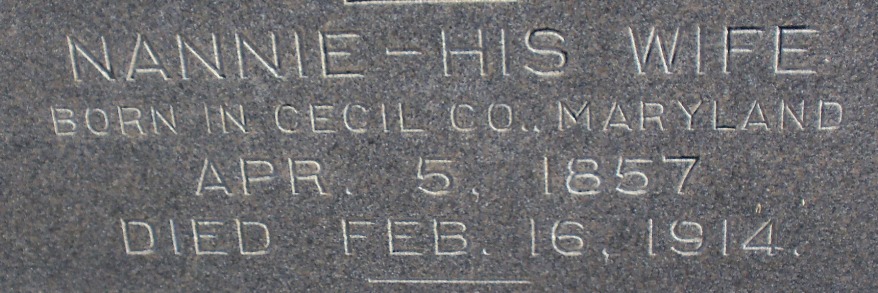 NANNIE-HIS WIFE
BORN IN CECIL CO., MARYLAND
APR. 5, 1857
DIED FEB. 16, 1914.